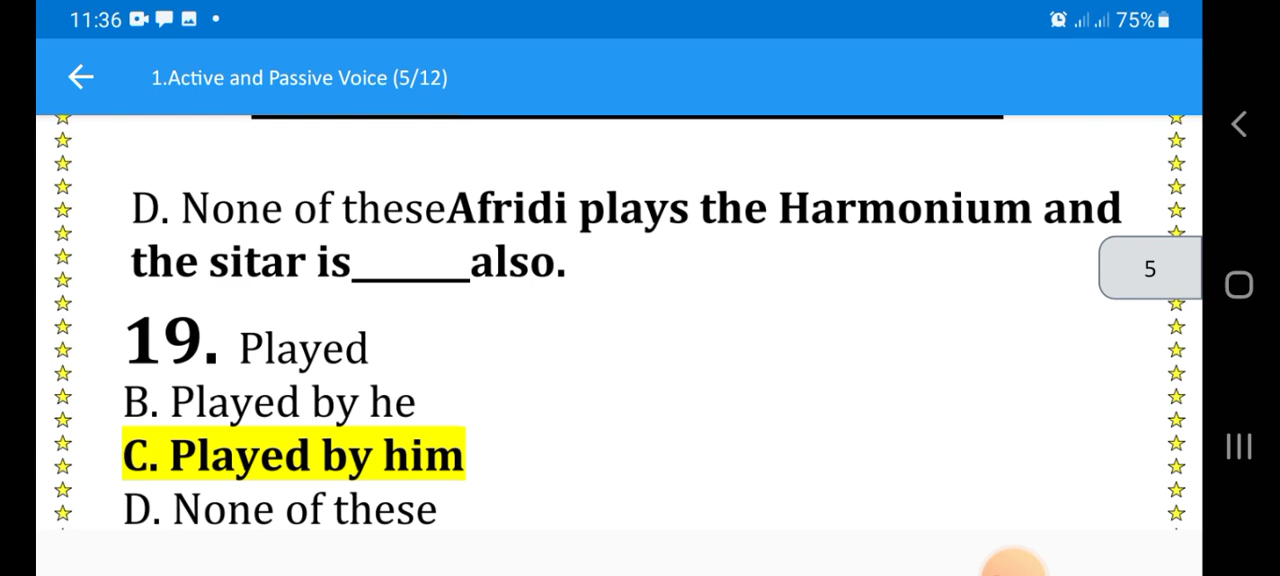 11:36 75%
1.Active and Passive Voice (5/12)
D. None of theseAfridi plays the Harmonium and
the sitar is______also.
5
19. Played
B. Played by he
C. Played by him
D. None of these